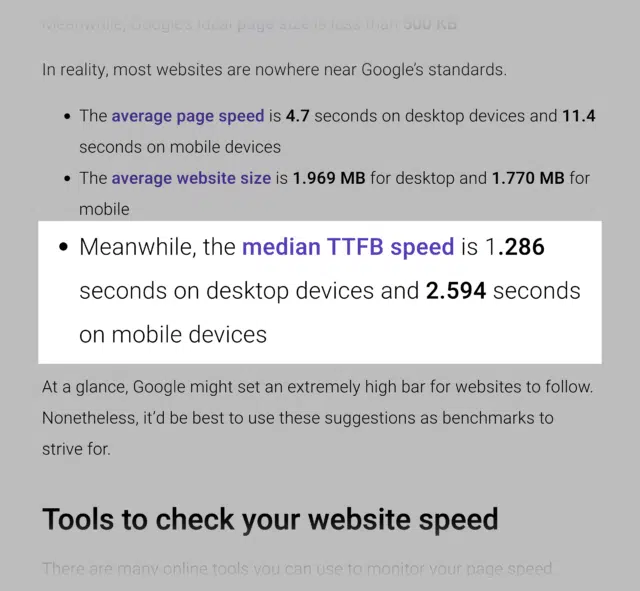 Meanwhile, Google's ideal page size is less than 500 KB
In reality, most websites are nowhere near Google's standards.
• The average page speed is 4.7 seconds on desktop devices and 11.4
seconds on mobile devices
• The average website size is 1.969 MB for desktop and 1.770 MB for
mobile
• Meanwhile, the median TTFB speed is 1.286
seconds on desktop devices and 2.594 seconds
on mobile devices
At a glance, Google might set an extremely high bar for websites to follow.
Nonetheless, it'd be best to use these suggestions as benchmarks to
strive for.
Tools to check your website speed
There are many online tools you can use to monitor your page speed